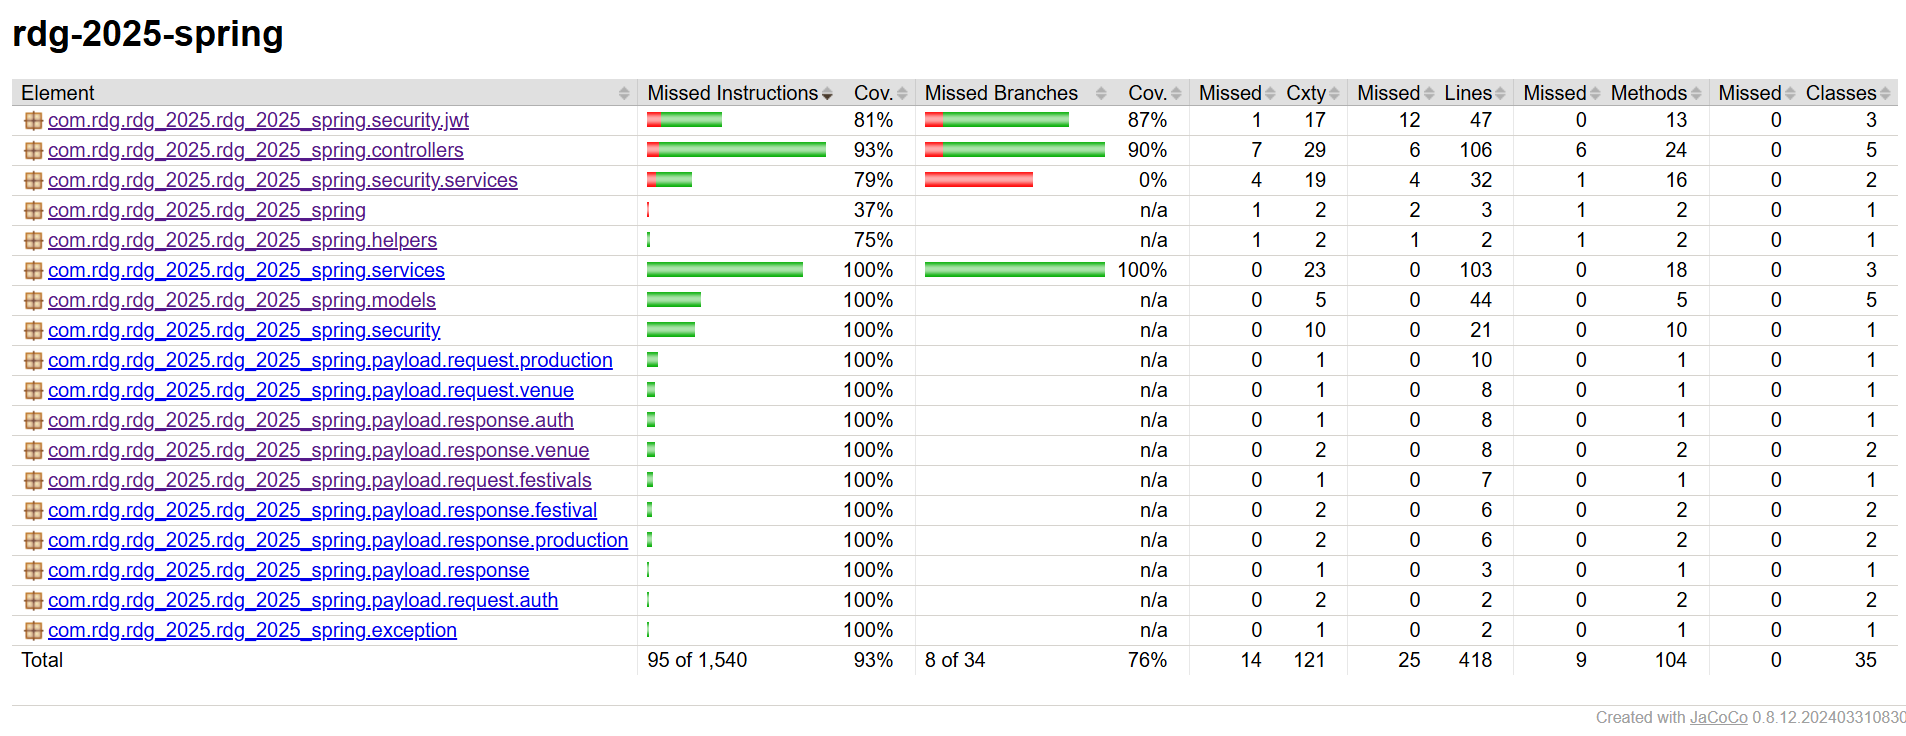 rdg-2025-spring
Element Missed Instructions Cov. Missed Branches Cov. Missed Cxty Missed Lines Missed Methods Missed Classes
com.rdg.rdg_2025.rdg_2025_spring.security.jwt 81% 87% 1 17 12 47 0 13 0 3
com.rdg.rdg_2025.rdg_2025_spring.controllers 93% 90% 7 29 6 106 6 24 0 5
com.rdg.rdg_2025.rdg_2025_spring.security.services 79% 0% 4 19 4 32 1 16 0 2
com.rdg.rdg_2025.rdg_2025_spring 37% n/a 1 2 2 3 1 2 0 1
com.rdg.rdg_2025.rdg_2025_spring.helpers 75% n/a 1 2 1 2 1 2 0 1
com.rdg.rdg_2025.rdg_2025_spring.services 100% 100% 0 23 0 103 0 18 0 3
com.rdg.rdg_2025.rdg_2025_spring.models 100% n/a 0 5 0 44 0 5 0 5
com.rdg.rdg_2025.rdg_2025_spring.security 100% n/a 0 10 0 21 0 10 0 1
com.rdg.rdg_2025.rdg_2025_spring.payload.request.production 100% n/a 0 1 0 10 0 1 0 1
com.rdg.rdg_2025.rdg_2025_spring.payload.request.venue 100% n/a 0 1 0 8 0 1 0 1
com.rdg.rdg_2025.rdg_2025_spring.payload.response.auth 100% n/a 0 1 0 8 0 1 0 1
com.rdg.rdg_2025.rdg_2025_spring.payload.response.venue 100% n/a 0 2 0 8 0 2 0 2
com.rdg.rdg_2025.rdg_2025_spring.payload.request.festivals 100% n/a 0 1 0 7 0 1 0 1
com.rdg.rdg_2025.rdg_2025_spring.payload.response.festival 100% n/a 0 2 0 6 0 2 0 2
com.rdg.rdg_2025.rdg_2025_spring.payload.response.production 100% n/a 0 2 0 6 0 2 0 2
com.rdg.rdg_2025.rdg_2025_spring.payload.response 100% n/a 0 1 0 3 0 1 0 1
com.rdg.rdg_2025.rdg_2025_spring.payload.request.auth 100% n/a 0 2 0 2 0 2 0 2
com.rdg.rdg_2025.rdg_2025_spring.exception 100% n/a 0 1 0 2 0 1 0 1
Total 95 of 1,540 93% 8 of 34 76% 14 121 25 418 9 104 0 35
Created with JaCoCo 0.8.12.202403310830